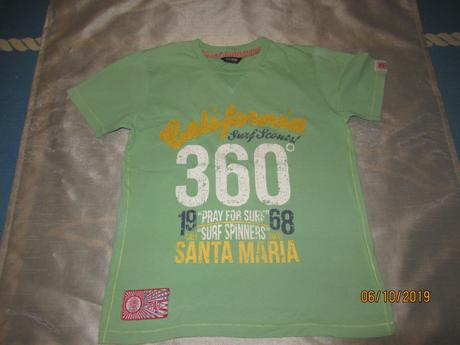 California
Surf Scouts
360°
19 "PRAY FOR SURF" 68
"SURF SPINNERS"
SANTA MARIA
06/10/2019